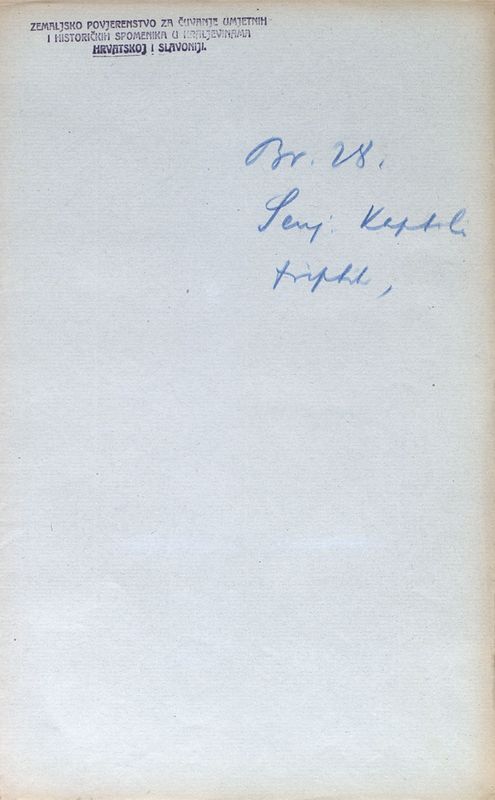 ZEMALJSKO POVJERENSTVO ZA ČUVANJE UMJETNIH
I HISTORIČKIH SPOMENIKA U KRALJEVINAMA
HRVATSKOJ I SLAVONIJI.
Br. 28.
Senj. Kaptol
triptih,